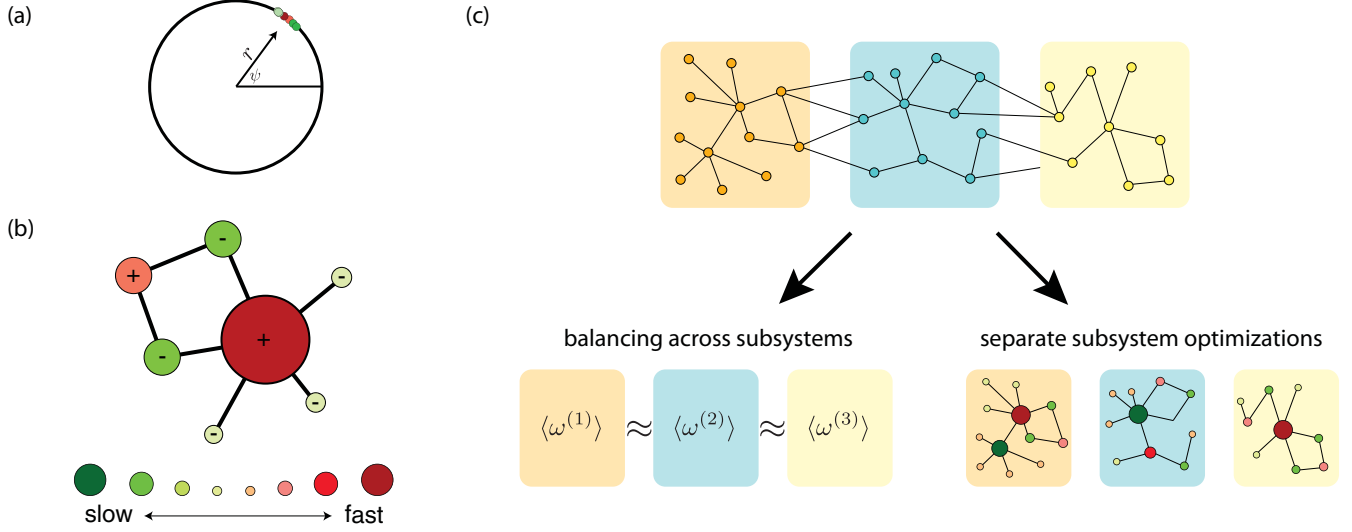 (a)
r
ψ
(b)
-
+
-
-
+
-
-
slow
fast
(c)
balancing across subsystems
⟨ω⁽¹⁾⟩ ≈ ⟨ω⁽²⁾⟩ ≈ ⟨ω⁽³⁾⟩
separate subsystem optimizations